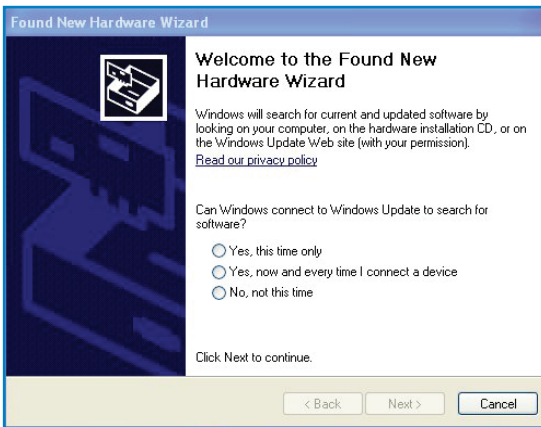 Found New Hardware Wizard
Welcome to the Found New
Hardware Wizard
Windows will search for current and updated software by
looking on your computer, on the hardware installation CD, or on
the Windows Update Web site (with your permission).
Read our privacy policy
Can Windows connect to Windows Update to search for
software?
Yes, this time only
Yes, now and every time I connect a device
No, not this time
Click Next to continue.
< Back Next > Cancel